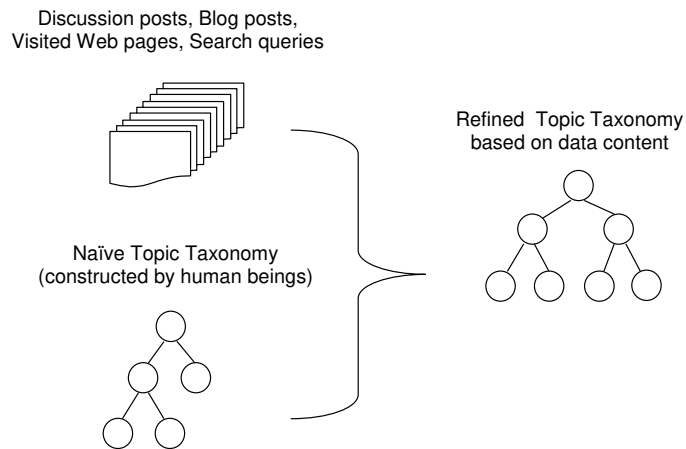 Discussion posts, Blog posts,
Visited Web pages, Search queries
Refined Topic Taxonomy
based on data content
Naïve Topic Taxonomy
(constructed by human beings)